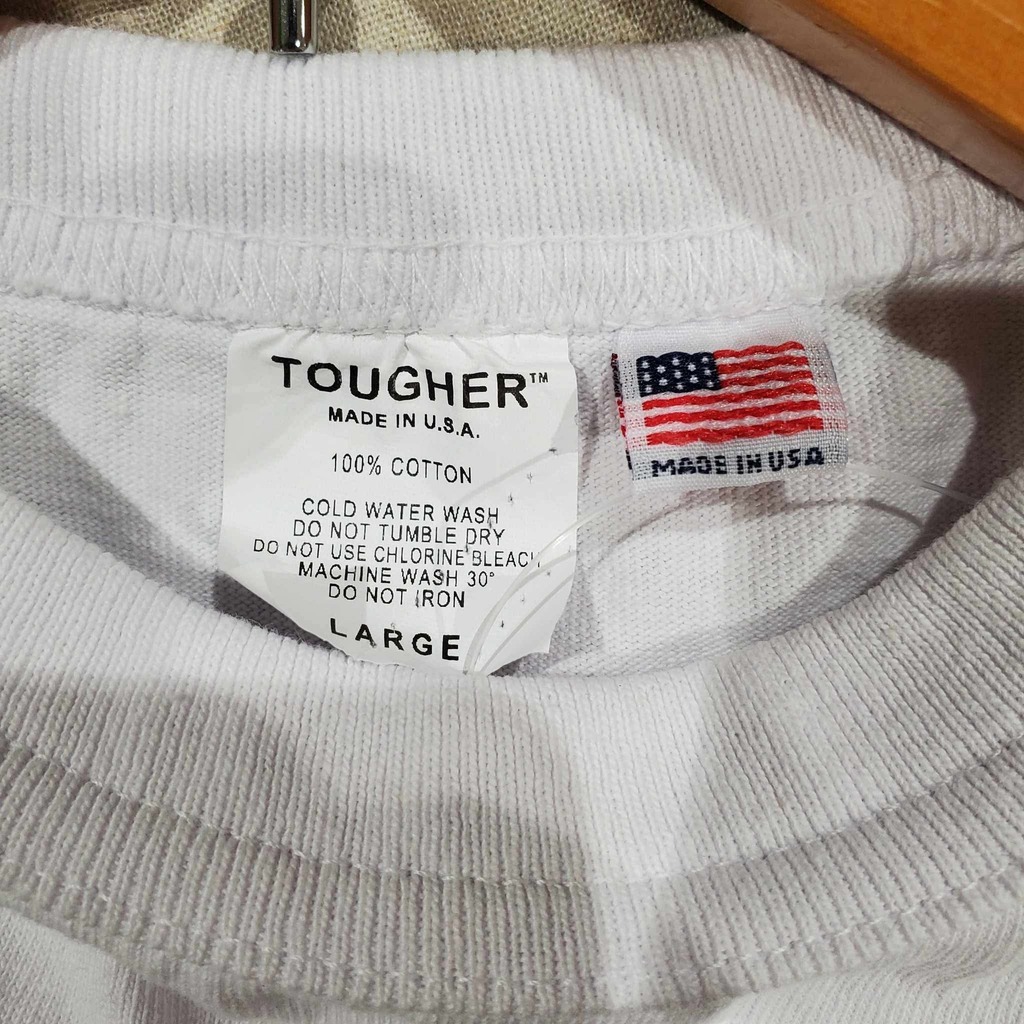 TOUGHER™
MADE IN U.S.A.
100% COTTON
COLD WATER WASH
DO NOT TUMBLE DRY
DO NOT USE CHLORINE BLEACH
MACHINE WASH 30°
DO NOT IRON
LARGE
MADE IN USA